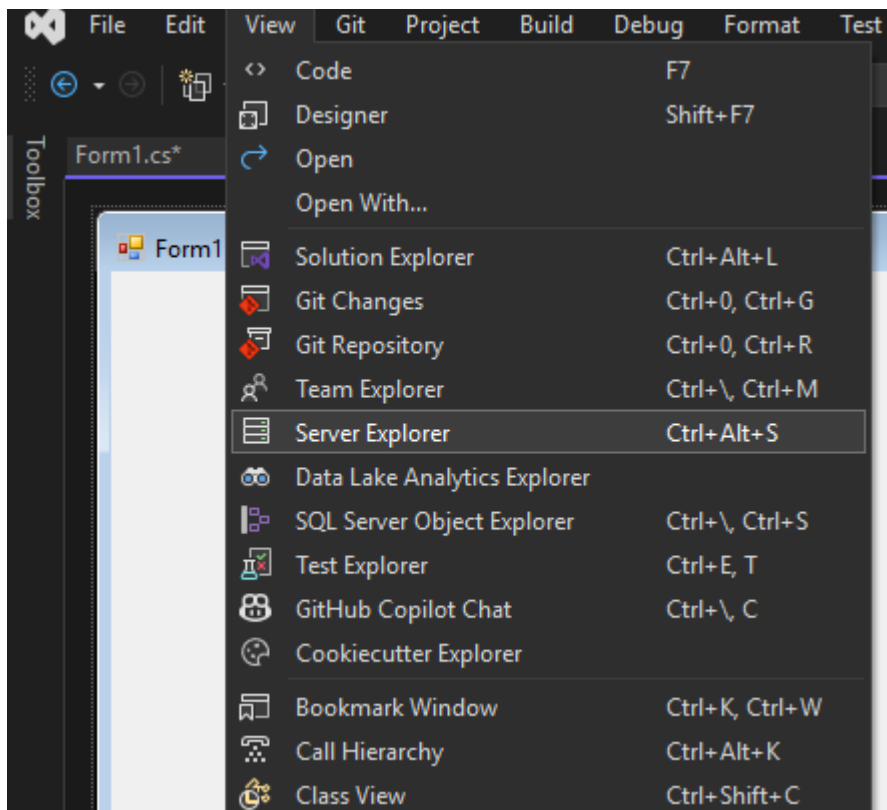 File Edit View Git Project Build Debug Format Test
Toolbox
Form1.cs*
Form1
Code F7
Designer Shift+F7
Open
Open With...
Solution Explorer Ctrl+Alt+L
Git Changes Ctrl+0, Ctrl+G
Git Repository Ctrl+0, Ctrl+R
Team Explorer Ctrl+\, Ctrl+M
Server Explorer Ctrl+Alt+S
Data Lake Analytics Explorer
SQL Server Object Explorer Ctrl+\, Ctrl+S
Test Explorer Ctrl+E, T
GitHub Copilot Chat Ctrl+\, C
Cookiecutter Explorer
Bookmark Window Ctrl+K, Ctrl+W
Call Hierarchy Ctrl+Alt+K
Class View Ctrl+Shift+C